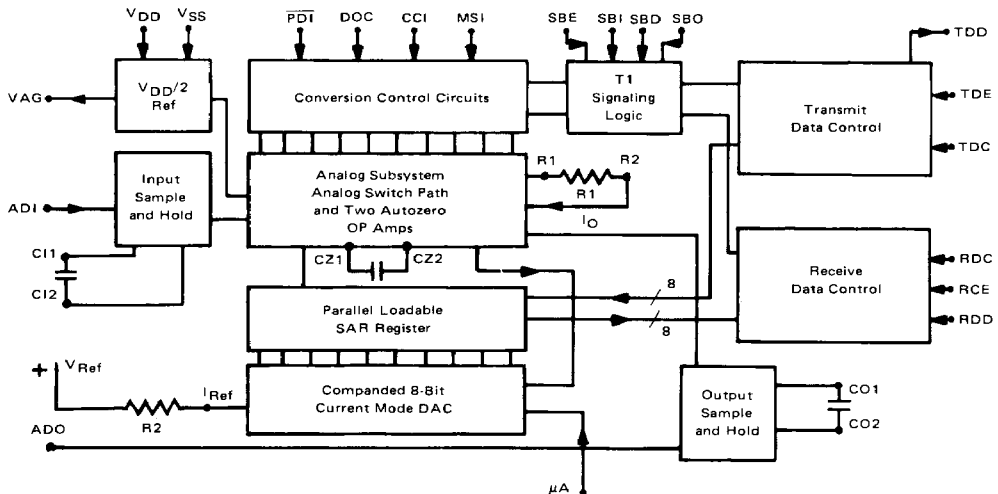 VDD
VSS
PDI
DOC
CCI
MSI
SBE
SBI
SBD
SBO
TDD
VDD/2
Ref
VAG
Conversion Control Circuits
T1
Signaling
Logic
Transmit
Data Control
TDE
TDC
Input
Sample
and Hold
ADI
CI1
CI2
Analog Subsystem
Analog Switch Path
and Two Autozero
OP Amps
R1
R2
R1
IO
CZ1
CZ2
Parallel Loadable
SAR Register
8
8
Receive
Data Control
RDC
RCE
RDD
+
VRef
R2
IRef
ADO
Companded 8-Bit
Current Mode DAC
Output
Sample
and Hold
CO1
CO2
μA